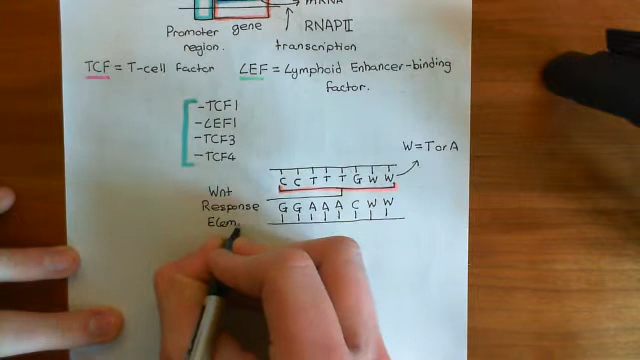 mRNA
Promoter gene RNAPII
region. transcription
TCF = T-cell factor LEF = Lymphoid Enhancer-binding
factor.
-TCF1
-LEF1
-TCF3
-TCF4
W = T or A
C C T T T G W W
Wnt
Response G G A A A C W W
Elem